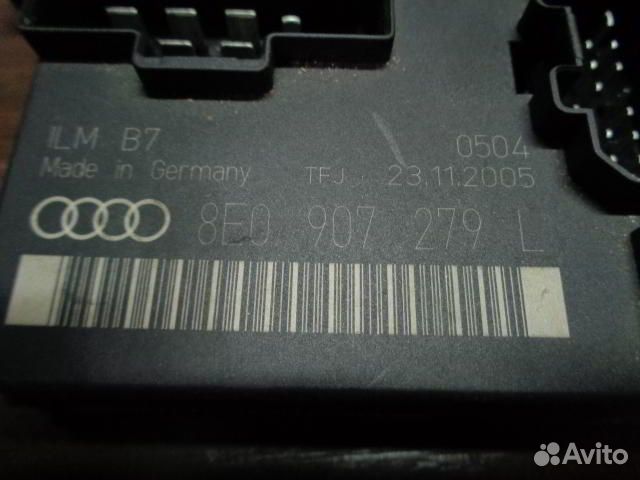 ILM B7 0504
Made in Germany TFJ 23.11.2005
8E0 907 279 L
Avito